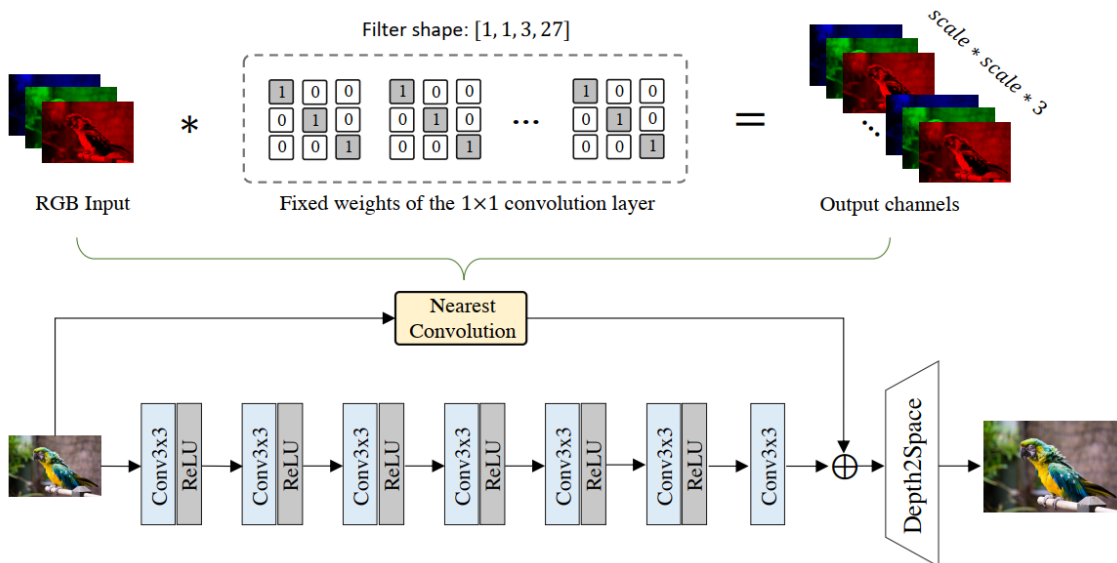 Filter shape: [1, 1, 3, 27]
scale * scale * 3
1 0 0 1 0 0 1 0 0
0 1 0 0 1 0 ... 0 1 0
0 0 1 0 0 1 0 0 1
* =
...
RGB Input
Fixed weights of the 1×1 convolution layer
Output channels
Nearest
Convolution
Conv3x3
ReLU
Conv3x3
ReLU
Conv3x3
ReLU
Conv3x3
ReLU
Conv3x3
ReLU
Conv3x3
ReLU
Conv3x3
Depth2Space